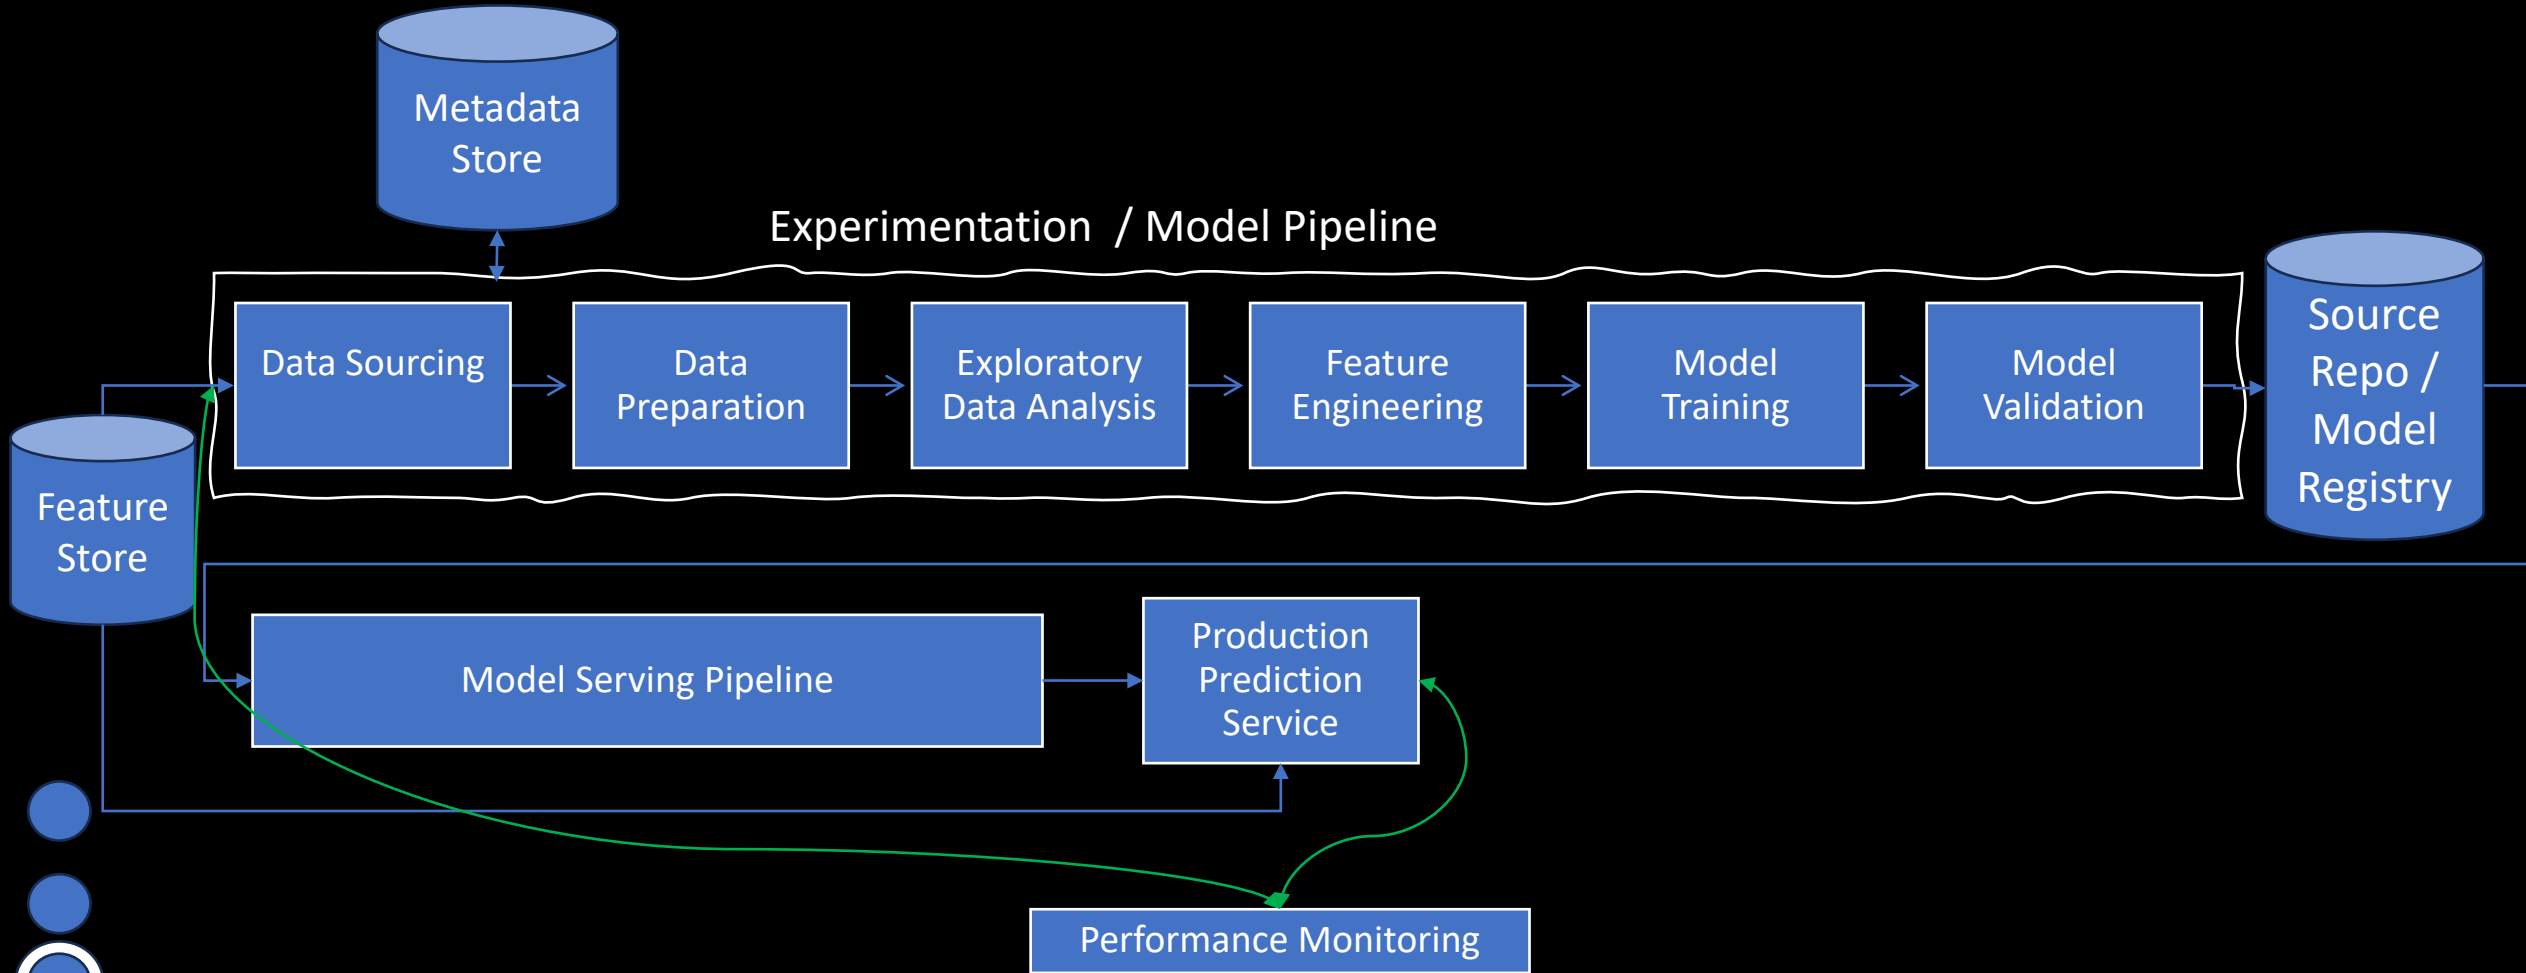 Metadata
Store
Experimentation  / Model Pipeline
Data Sourcing
Data
Preparation
Exploratory
Data Analysis
Feature
Engineering
Model
Training
Model
Validation
Source
Repo /
Model
Registry
Feature
Store
Model Serving Pipeline
Production
Prediction
Service
Performance Monitoring